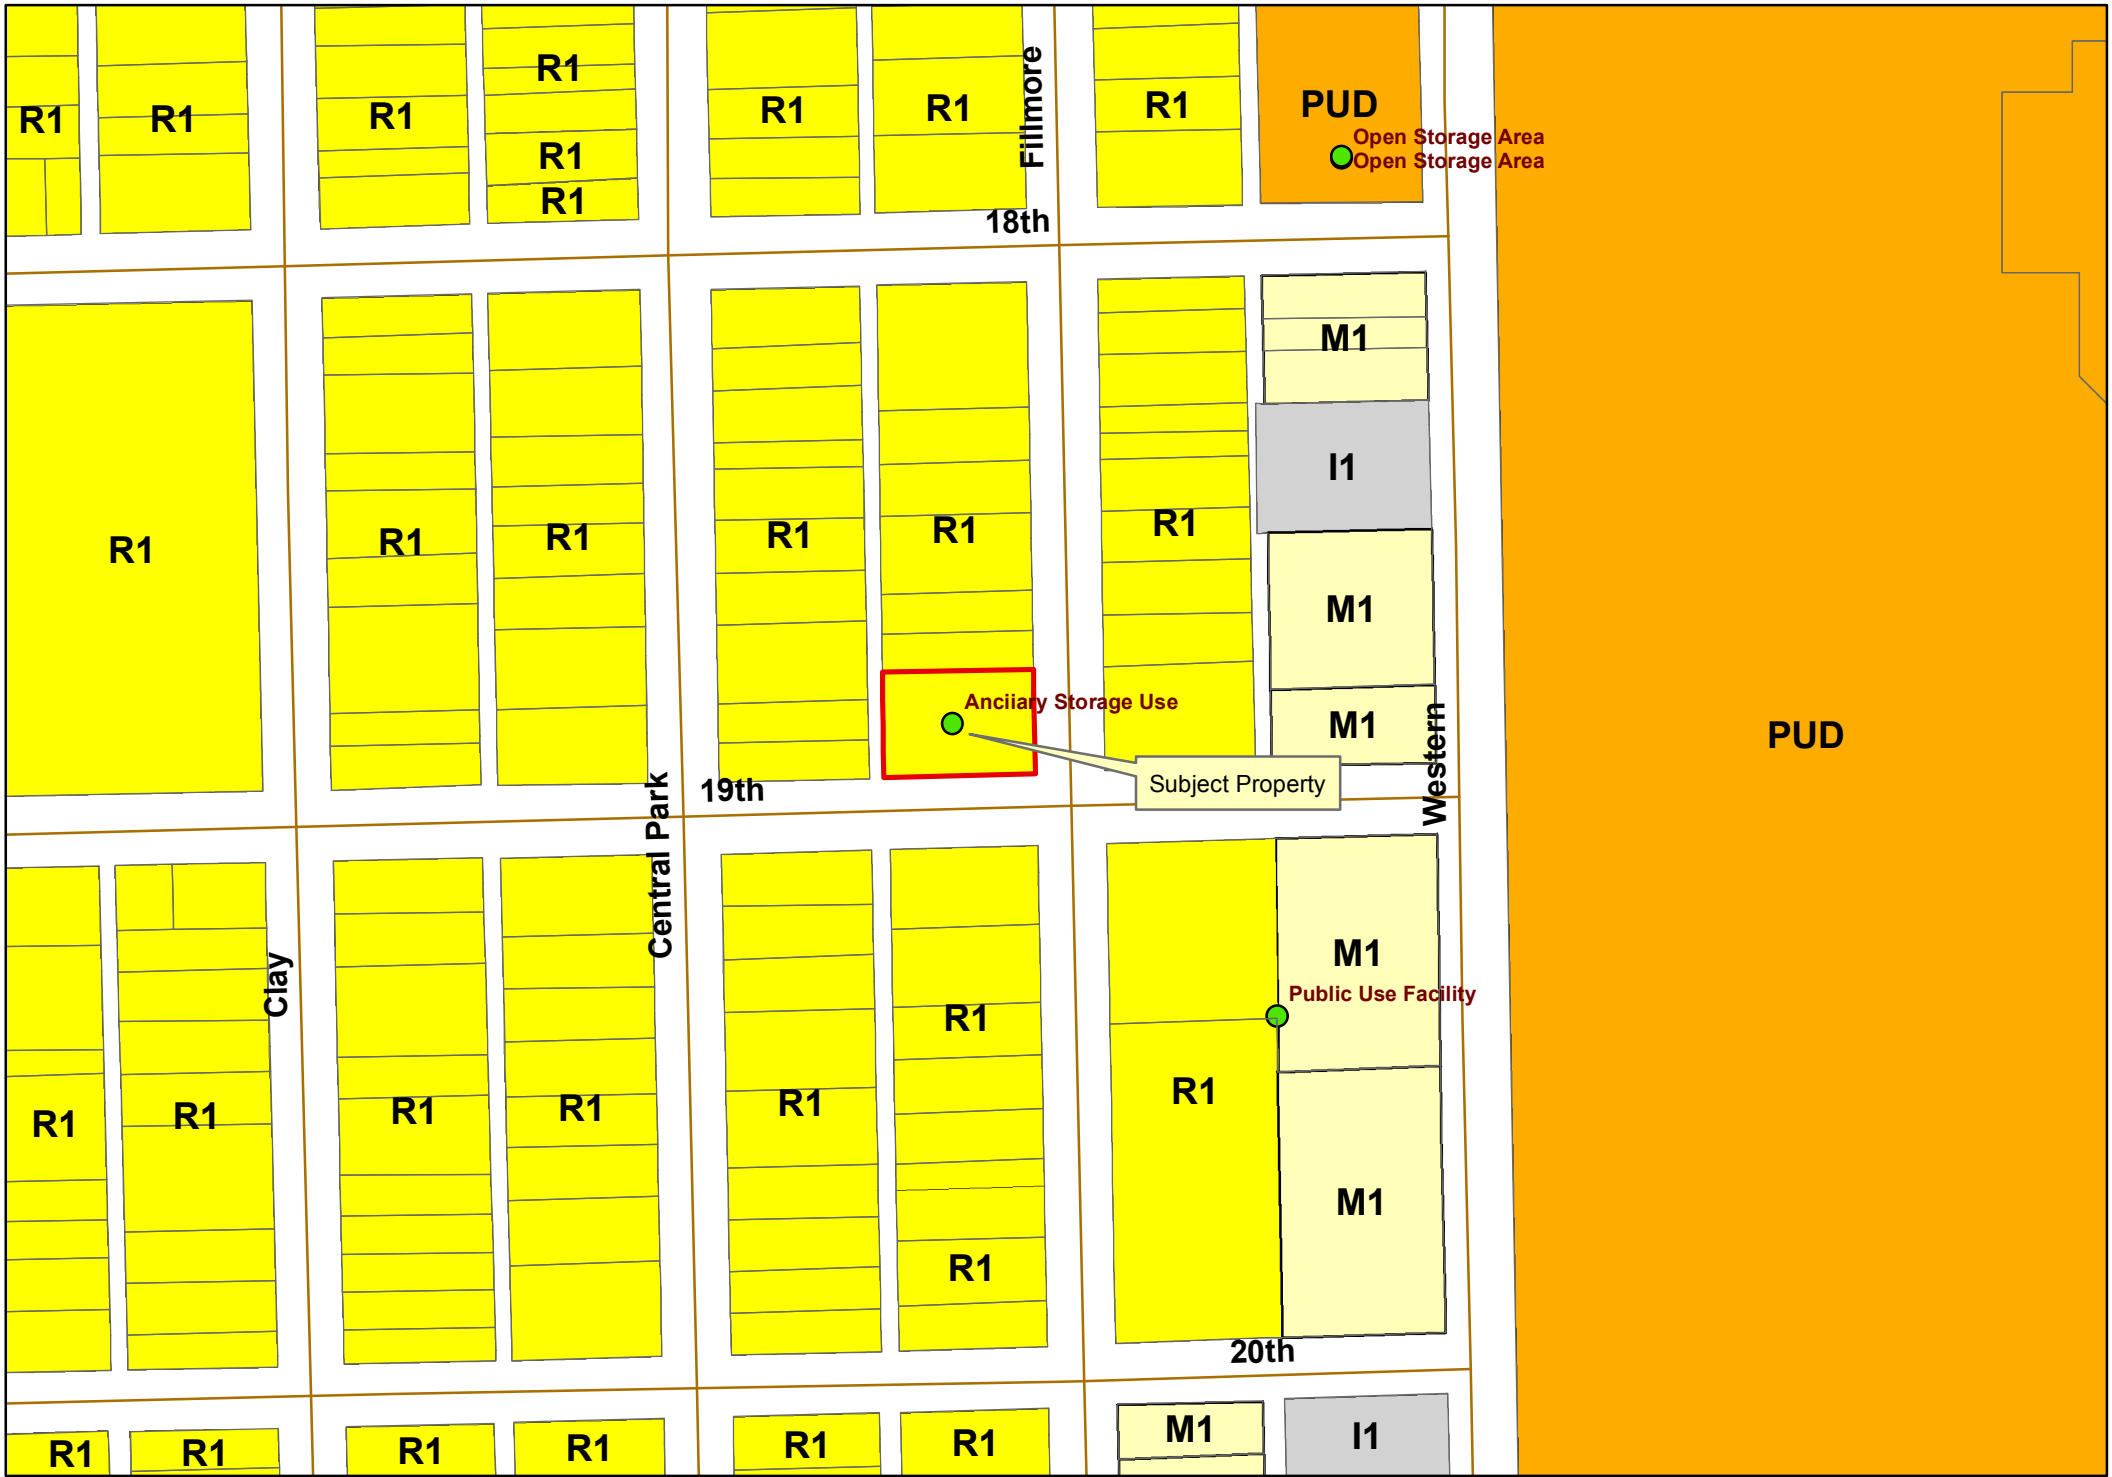 R1
R1
R1
R1
R1
R1
R1
R1
Fillmore
R1
PUD
Open Storage Area
Open Storage Area
18th
R1
R1
R1
R1
R1
R1
M1
I1
M1
M1
Anciiary Storage Use
Subject Property
Western
PUD
19th
Central Park
Clay
R1
R1
R1
R1
R1
R1
R1
R1
M1
Public Use Facility
M1
20th
R1
R1
R1
R1
R1
R1
M1
I1